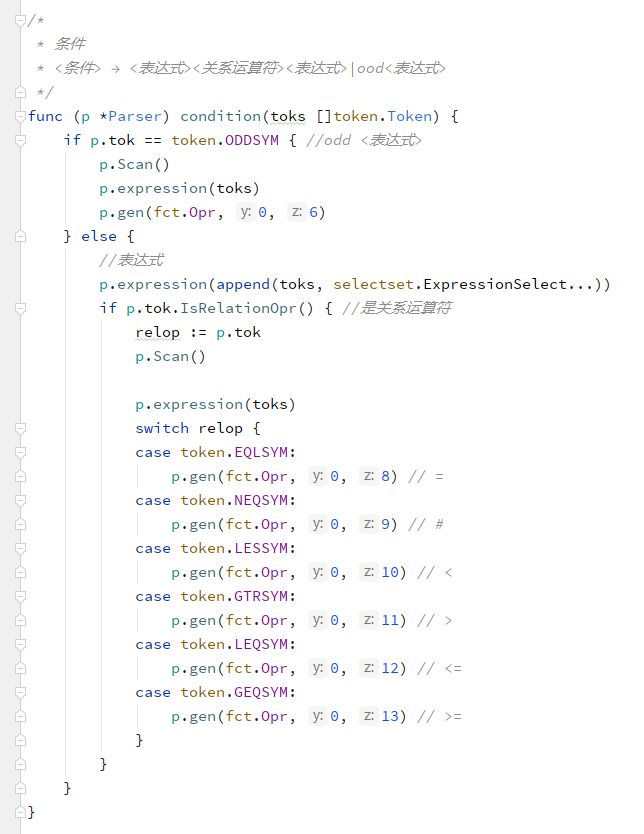 /*
 * 条件
 * <条件> → <表达式><关系运算符><表达式>|ood<表达式>
 */
func (p *Parser) condition(toks []token.Token) {
    if p.tok == token.ODDSYM { //odd <表达式>
        p.Scan()
        p.expression(toks)
        p.gen(fct.Opr, y: 0, z: 6)
    } else {
        //表达式
        p.expression(append(toks, selectset.ExpressionSelect...))
        if p.tok.IsRelationOpr() { //是关系运算符
            relop := p.tok
            p.Scan()

            p.expression(toks)
            switch relop {
            case token.EQLSYM:
                p.gen(fct.Opr, y: 0, z: 8) // =
            case token.NEQSYM:
                p.gen(fct.Opr, y: 0, z: 9) // #
            case token.LESSYM:
                p.gen(fct.Opr, y: 0, z: 10) // <
            case token.GTRSYM:
                p.gen(fct.Opr, y: 0, z: 11) // >
            case token.LEQSYM:
                p.gen(fct.Opr, y: 0, z: 12) // <=
            case token.GEQSYM:
                p.gen(fct.Opr, y: 0, z: 13) // >=
            }
        }
    }
}